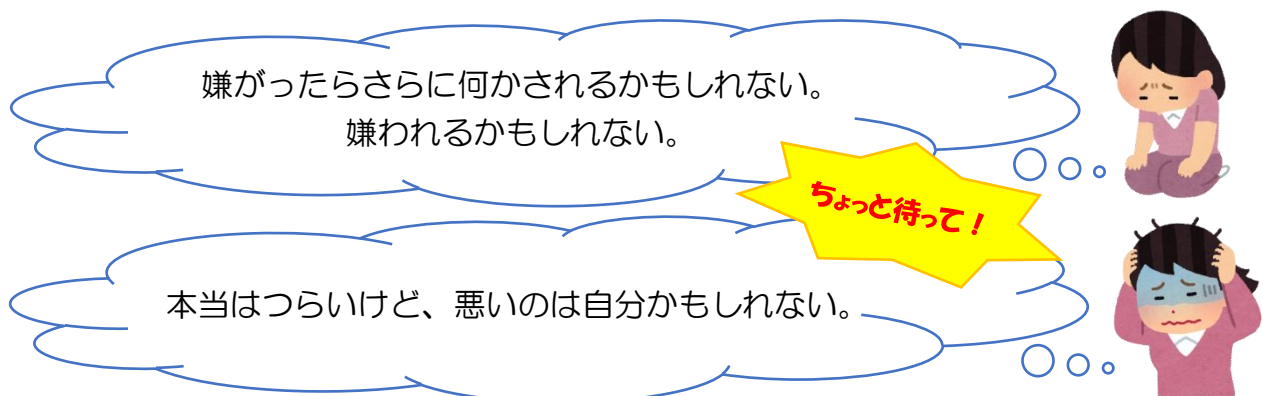 嫌がったらさらに何かされるかもしれない。
嫌われるかもしれない。
ちょっと待って！
本当はつらいけど、悪いのは自分かもしれない。